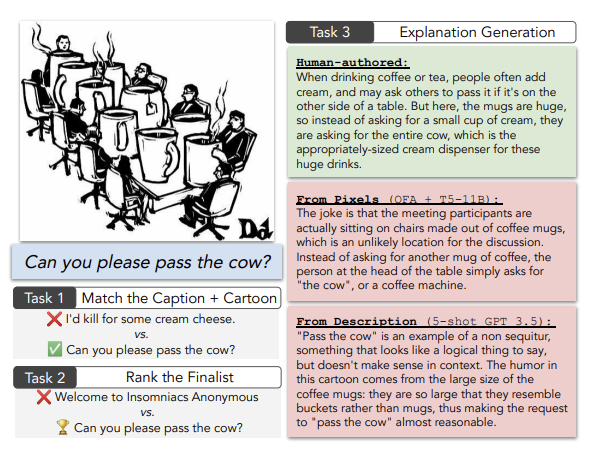 Dd
Can you please pass the cow?
Task 1 Match the Caption + Cartoon
❌ I'd kill for some cream cheese.
vs.
✅ Can you please pass the cow?
Task 2 Rank the Finalist
❌ Welcome to Insomniacs Anonymous
vs.
🏆 Can you please pass the cow?
Task 3 Explanation Generation
Human-authored:
When drinking coffee or tea, people often add
cream, and may ask others to pass it if it's on the
other side of a table. But here, the mugs are huge,
so instead of asking for a small cup of cream, they
are asking for the entire cow, which is the
appropriately-sized cream dispenser for these
huge drinks.
From Pixels (OFA + T5-11B):
The joke is that the meeting participants are
actually sitting on chairs made out of coffee mugs,
which is an unlikely location for the discussion.
Instead of asking for another mug of coffee, the
person at the head of the table simply asks for
"the cow", or a coffee machine.
From Description (5-shot GPT 3.5):
"Pass the cow" is an example of a non sequitur,
something that looks like a logical thing to say,
but doesn't make sense in context. The humor in
this cartoon comes from the large size of the
coffee mugs: they are so large that they resemble
buckets rather than mugs, thus making the request
to "pass the cow" almost reasonable.